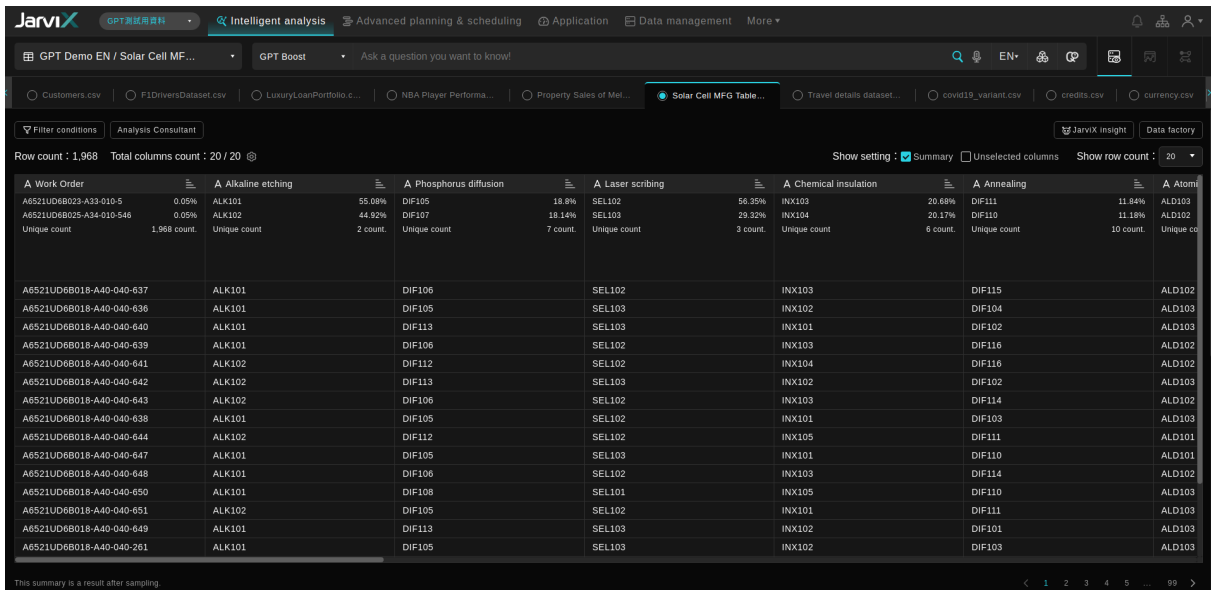 JarviX GPT測試用資料 Intelligent analysis Advanced planning & scheduling Application Data management More
GPT Demo EN / Solar Cell MF... GPT Boost Ask a question you want to know! EN
Customers.csv F1DriversDataset.csv LuxuryLoanPortfolio.c... NBA Player Performa... Property Sales of Mel... Solar Cell MFG Table... Travel details dataset... covid19_variant.csv credits.csv currency.csv
Filter conditions Analysis Consultant JarviX insight Data factory
Row count：1,968 Total columns count：20 / 20 Show setting： Summary Unselected columns Show row count： 20
A Work Order A Alkaline etching A Phosphorus diffusion A Laser scribing A Chemical insulation A Annealing A Atomi
A6521UD6B023-A33-010-5 0.05% ALK101 55.08% DIF105 18.8% SEL102 56.35% INX103 20.68% DIF111 11.84% ALD103
A6521UD6B025-A34-010-546 0.05% ALK102 44.92% DIF107 18.14% SEL103 29.32% INX104 20.17% DIF110 11.18% ALD102
Unique count 1,968 count. Unique count 2 count. Unique count 7 count. Unique count 3 count. Unique count 6 count. Unique count 10 count. Unique co
A6521UD6B018-A40-040-637 ALK101 DIF106 SEL102 INX103 DIF115 ALD102
A6521UD6B018-A40-040-636 ALK101 DIF105 SEL103 INX102 DIF104 ALD103
A6521UD6B018-A40-040-640 ALK101 DIF113 SEL103 INX101 DIF102 ALD103
A6521UD6B018-A40-040-639 ALK101 DIF106 SEL102 INX103 DIF116 ALD102
A6521UD6B018-A40-040-641 ALK102 DIF112 SEL102 INX104 DIF116 ALD102
A6521UD6B018-A40-040-642 ALK102 DIF113 SEL103 INX102 DIF102 ALD103
A6521UD6B018-A40-040-643 ALK102 DIF106 SEL102 INX103 DIF114 ALD102
A6521UD6B018-A40-040-638 ALK101 DIF105 SEL102 INX101 DIF103 ALD103
A6521UD6B018-A40-040-644 ALK102 DIF112 SEL102 INX105 DIF111 ALD101
A6521UD6B018-A40-040-647 ALK101 DIF105 SEL103 INX101 DIF110 ALD101
A6521UD6B018-A40-040-648 ALK101 DIF106 SEL102 INX103 DIF114 ALD102
A6521UD6B018-A40-040-650 ALK101 DIF108 SEL101 INX105 DIF110 ALD103
A6521UD6B018-A40-040-651 ALK102 DIF105 SEL102 INX101 DIF111 ALD103
A6521UD6B018-A40-040-649 ALK101 DIF113 SEL103 INX102 DIF101 ALD103
A6521UD6B018-A40-040-261 ALK101 DIF105 SEL103 INX102 DIF103 ALD103
This summary is a result after sampling. < 1 2 3 4 5 ... 99 >